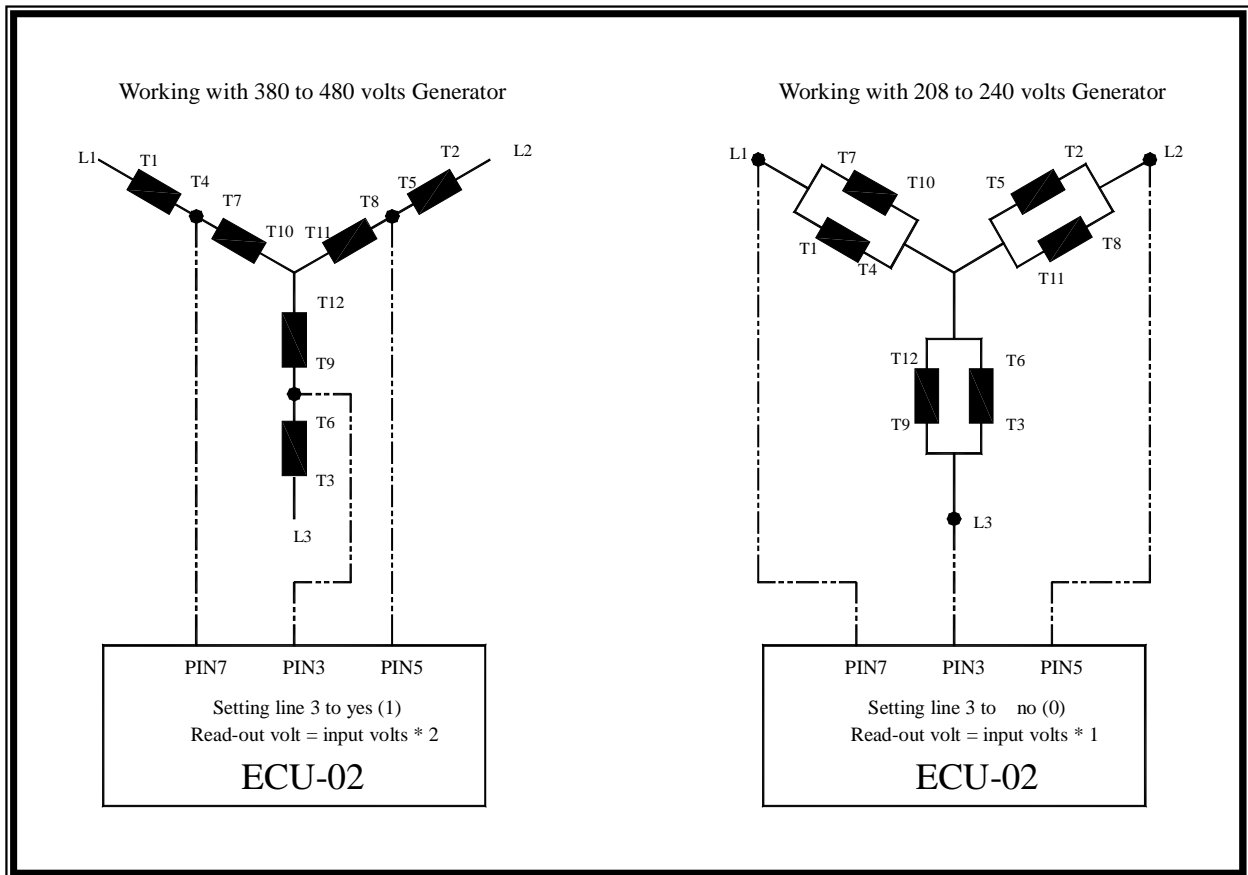 Working with 380 to 480 volts Generator
L1
T1
T4
T7
T10
T2
L2
T5
T8
T11
T12
T9
T6
T3
L3
PIN7 PIN3 PIN5
Setting line 3 to yes (1)
Read-out volt = input volts * 2
ECU-02
Working with 208 to 240 volts Generator
L1
T7
T10
T1
T4
T2
L2
T5
T8
T11
T12
T6
T9
T3
L3
PIN7 PIN3 PIN5
Setting line 3 to no (0)
Read-out volt = input volts * 1
ECU-02